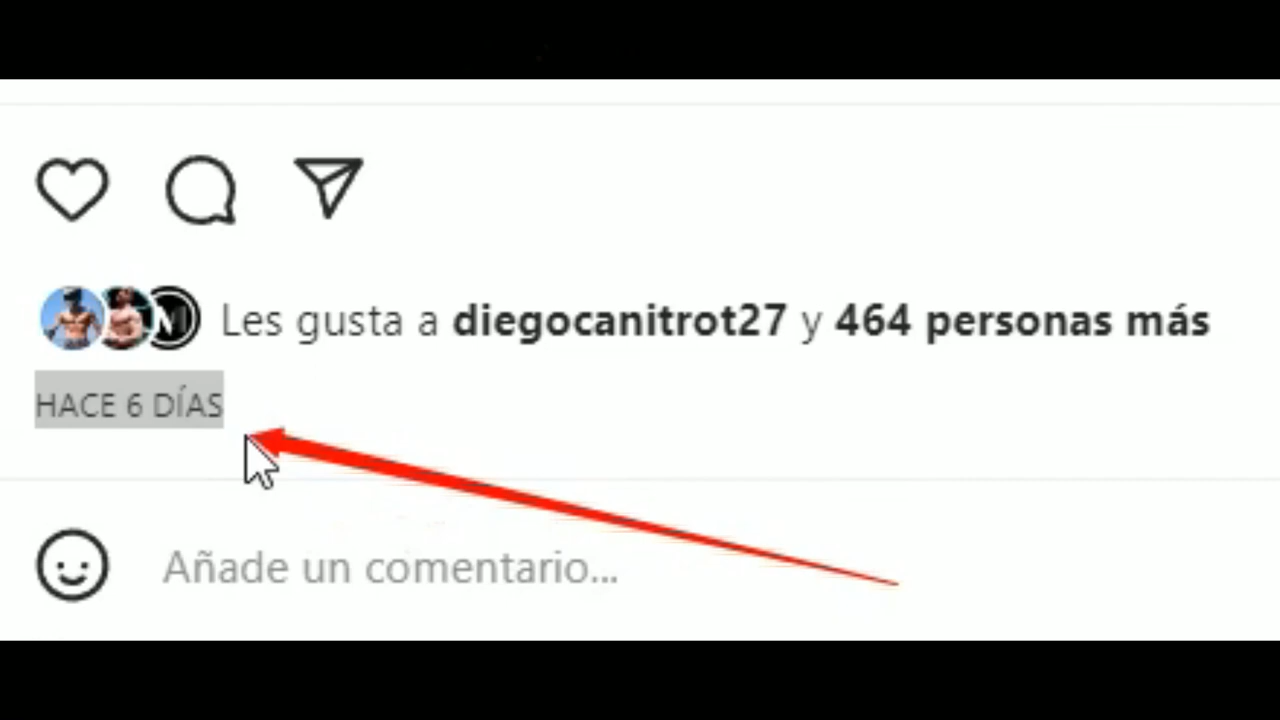 Les gusta a diegocanitrot27 y 464 personas más
HACE 6 DÍAS
Añade un comentario...